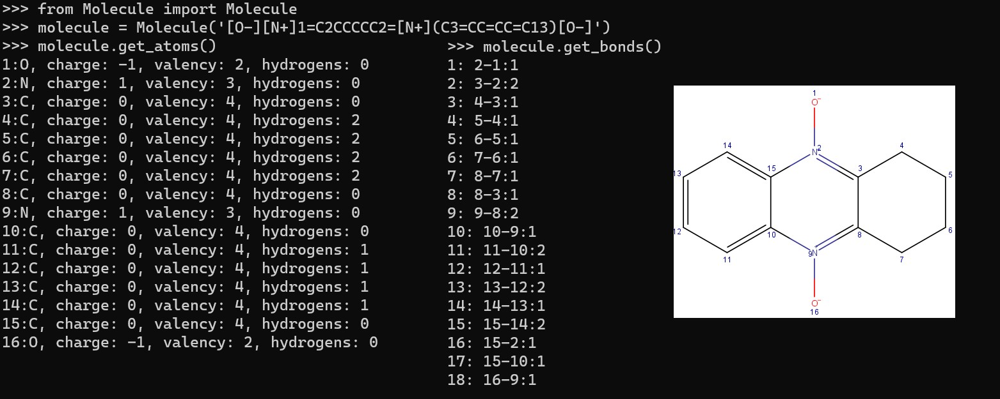 >>> from Molecule import Molecule
>>> molecule = Molecule('[O-][N+]1=C2CCCCC2=[N+](C3=CC=CC=C13)[O-]')
>>> molecule.get_atoms()
1:O, charge: -1, valency: 2, hydrogens: 0
2:N, charge: 1, valency: 3, hydrogens: 0
3:C, charge: 0, valency: 4, hydrogens: 0
4:C, charge: 0, valency: 4, hydrogens: 2
5:C, charge: 0, valency: 4, hydrogens: 2
6:C, charge: 0, valency: 4, hydrogens: 2
7:C, charge: 0, valency: 4, hydrogens: 2
8:C, charge: 0, valency: 4, hydrogens: 0
9:N, charge: 1, valency: 3, hydrogens: 0
10:C, charge: 0, valency: 4, hydrogens: 0
11:C, charge: 0, valency: 4, hydrogens: 1
12:C, charge: 0, valency: 4, hydrogens: 1
13:C, charge: 0, valency: 4, hydrogens: 1
14:C, charge: 0, valency: 4, hydrogens: 1
15:C, charge: 0, valency: 4, hydrogens: 0
16:O, charge: -1, valency: 2, hydrogens: 0
>>> molecule.get_bonds()
1: 2-1:1
2: 3-2:2
3: 4-3:1
4: 5-4:1
5: 6-5:1
6: 7-6:1
7: 8-7:1
8: 8-3:1
9: 9-8:2
10: 10-9:1
11: 11-10:2
12: 12-11:1
13: 13-12:2
14: 14-13:1
15: 15-14:2
16: 15-2:1
17: 15-10:1
18: 16-9:1
1
O-
14 N+ 2 4
13 15 3 5
12 10 8 6
11 9 N+ 7
O-
16